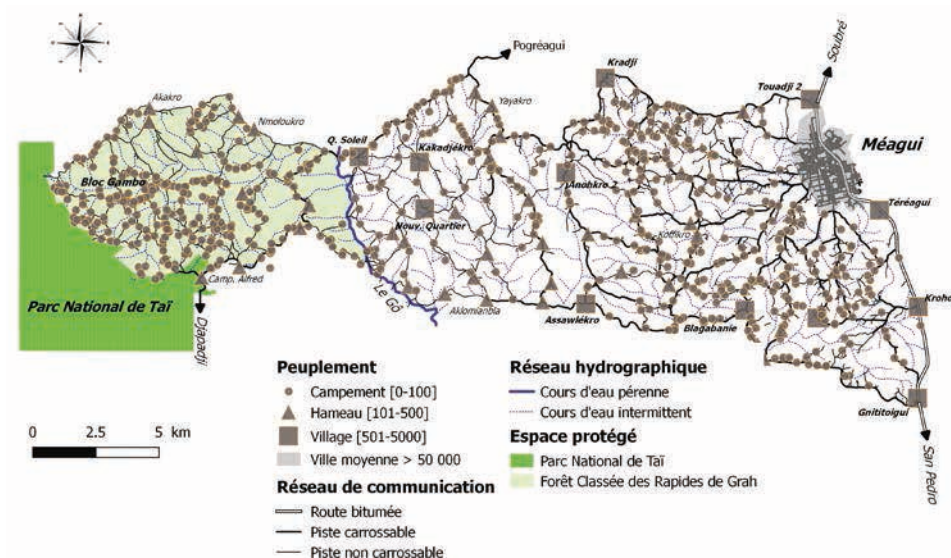 Pogréagui
Soubré
Kradji
Touadji 2
Akakro
Yayakro
Nmoloukro
Q. Soleil
Kakadjékro
Méagui
Bloc Gambo
Anohkro 2
Téréagui
Nouv. Quartier
Koffikro
Camp. Alfred
Parc National de Taï
Le Gô
Aklomianbla
Assawlékro
Blagabanie
Kroho
Djapadji
Gnititoigui
San Pedro
0 2.5 5 km
Peuplement
Campement [0-100]
Hameau [101-500]
Village [501-5000]
Ville moyenne > 50 000
Réseau de communication
Route bitumée
Piste carrossable
Piste non carrossable
Réseau hydrographique
Cours d'eau pérenne
Cours d'eau intermittent
Espace protégé
Parc National de Taï
Forêt Classée des Rapides de Grah